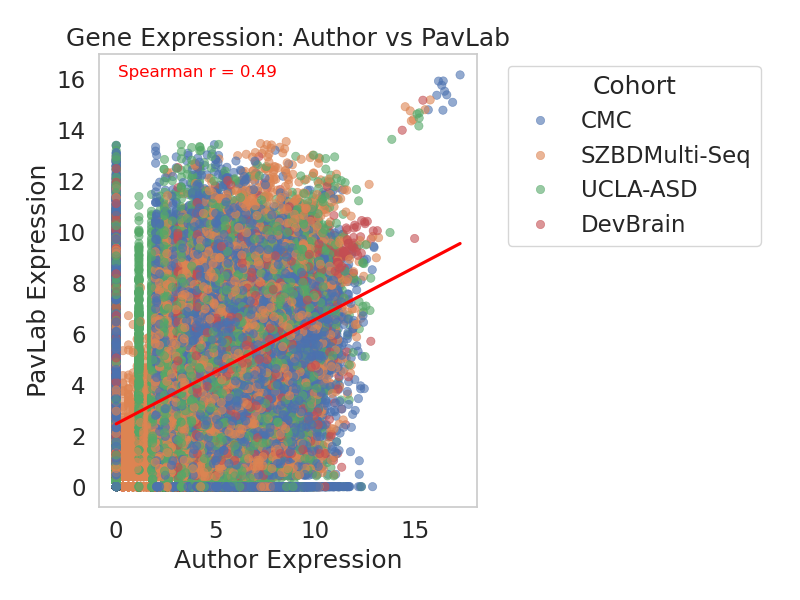 Gene Expression: Author vs PavLab
Spearman r = 0.49
16
14
12
10
8
6
4
2
0
PavLab Expression
0 5 10 15
Author Expression
Cohort
CMC
SZBDMulti-Seq
UCLA-ASD
DevBrain